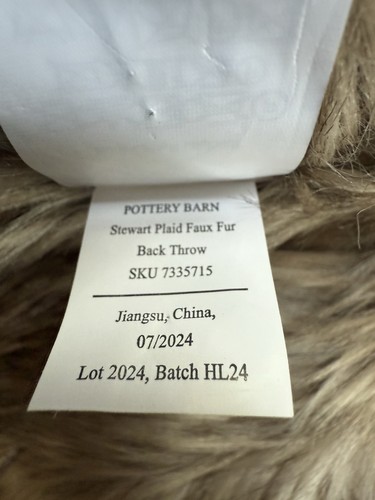 POTTERY BARN
Stewart Plaid Faux Fur
Back Throw
SKU 7335715
Jiangsu, China,
07/2024
Lot 2024, Batch HL24